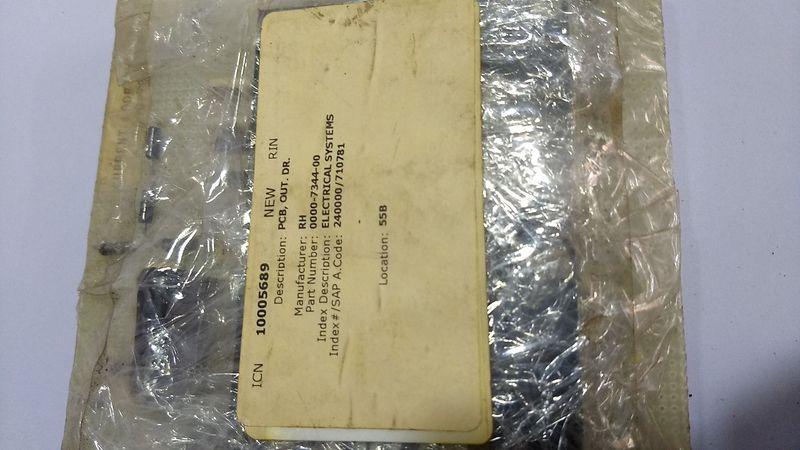 ICN 10005689 NEW RIN
Description: PCB, OUT. DR.
Manufacturer: RH
Part Number: 0000-7344-00
Index Description: ELECTRICAL SYSTEMS
Index#/SAP A.Code: 240000/710781
Location: 55B